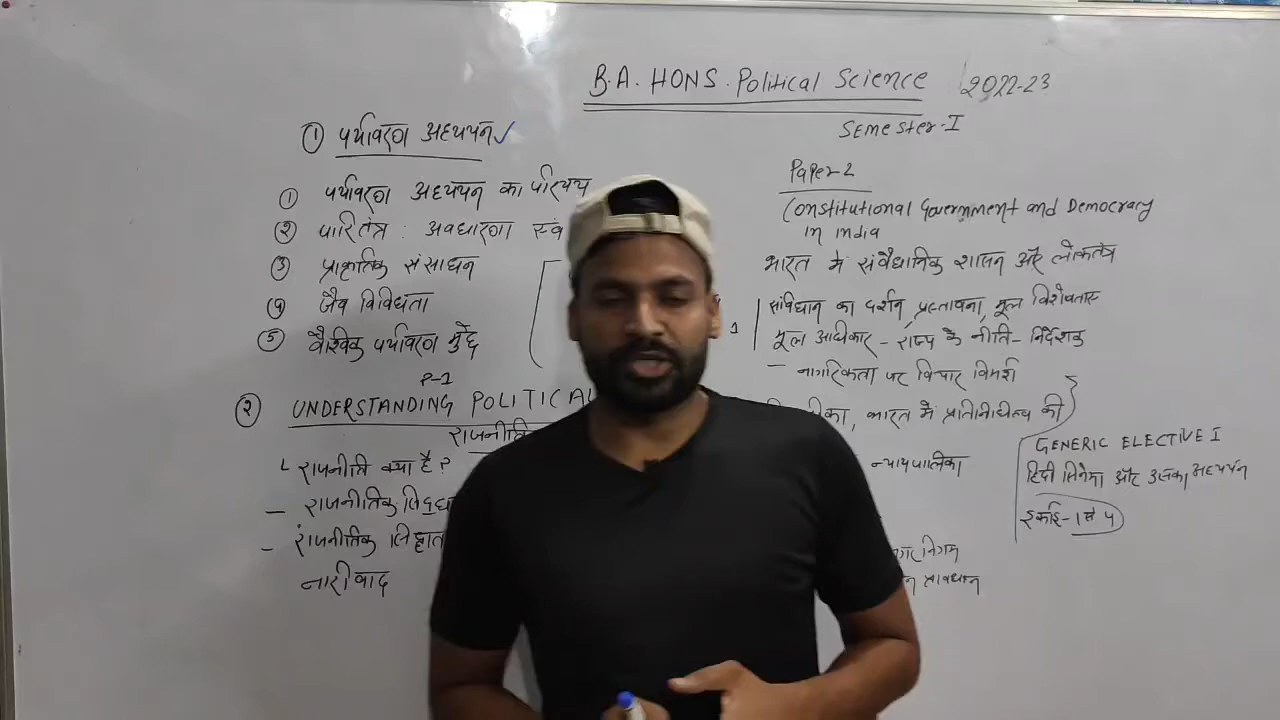 B.A. HONS. Political Science 2022-23
Semester-I
① पर्यावरण अध्ययन ✓
① पर्यावरण अध्ययन का परिचय
② पारितंत्र : अवधारणा एवं
③ प्राकृतिक संसाधन
④ जैव विविधता
⑤ वैश्विक पर्यावरण मुद्दे
P-1
② UNDERSTANDING POLITICAL
राजनीति
राजनीति क्या है ?
– राजनीतिक
– राजनीतिक
नारीवाद
Paper-2
Constitutional Government and Democracy
in India
भारत में संवैधानिक शासन और लोकतंत्र
1 संविधान का दर्शन, प्रस्तावना, मूल विशेषताएं
मूल अधिकार - राज्य के नीति-निर्देशक
– नागरिकता पर विचार विमर्श
भारत में प्रतिनिधित्व की
न्यायपालिका
GENERIC ELECTIVE I
हिंदी सिनेमा और उसका अध्ययन
इकाई-1 से 4